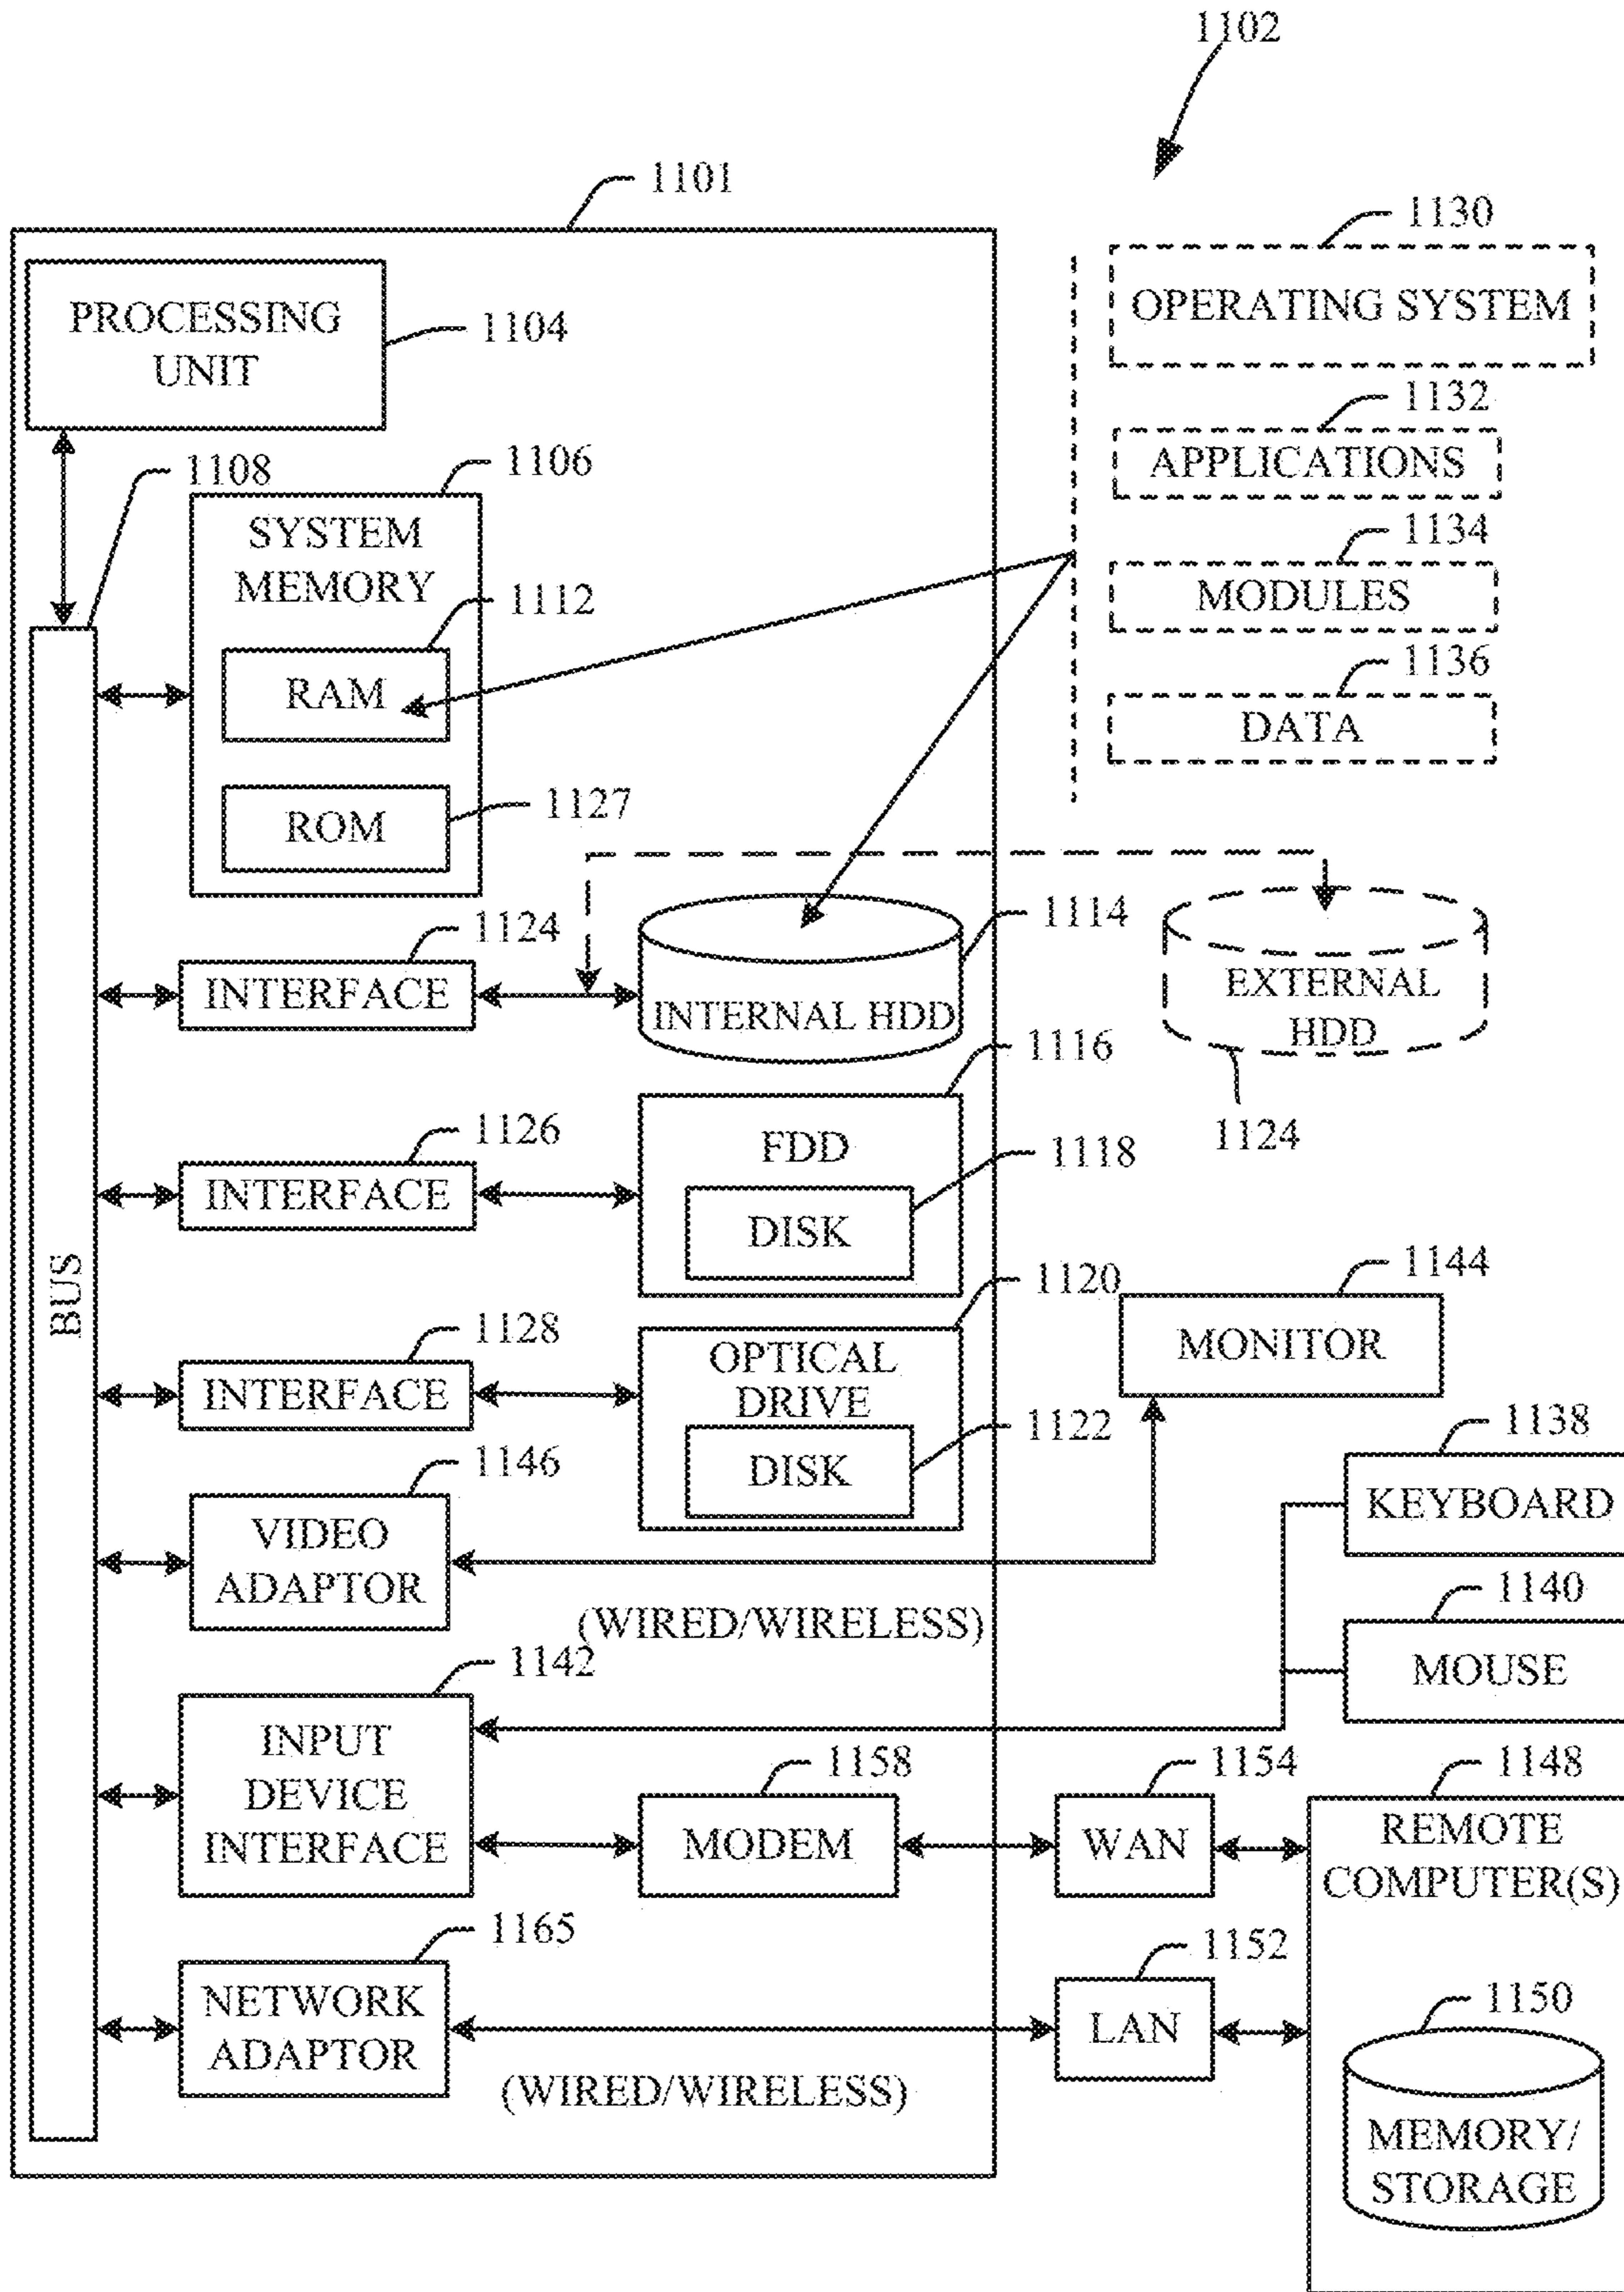 1102
1101
1130
PROCESSING
UNIT
1104
OPERATING SYSTEM
1132
APPLICATIONS
1108
1106
SYSTEM
MEMORY
1134
MODULES
1112
RAM
1136
DATA
1127
ROM
1124
INTERFACE
1114
INTERNAL HDD
EXTERNAL
HDD
1124
1116
FDD
1126
INTERFACE
1118
DISK
BUS
1120
1144
MONITOR
1128
INTERFACE
OPTICAL
DRIVE
1122
DISK
1138
KEYBOARD
1146
VIDEO
ADAPTOR
(WIRED/WIRELESS)
1140
MOUSE
1142
INPUT
DEVICE
INTERFACE
1158
MODEM
1154
WAN
1148
REMOTE
COMPUTER(S)
1165
NETWORK
ADAPTOR
(WIRED/WIRELESS)
1152
LAN
1150
MEMORY/
STORAGE